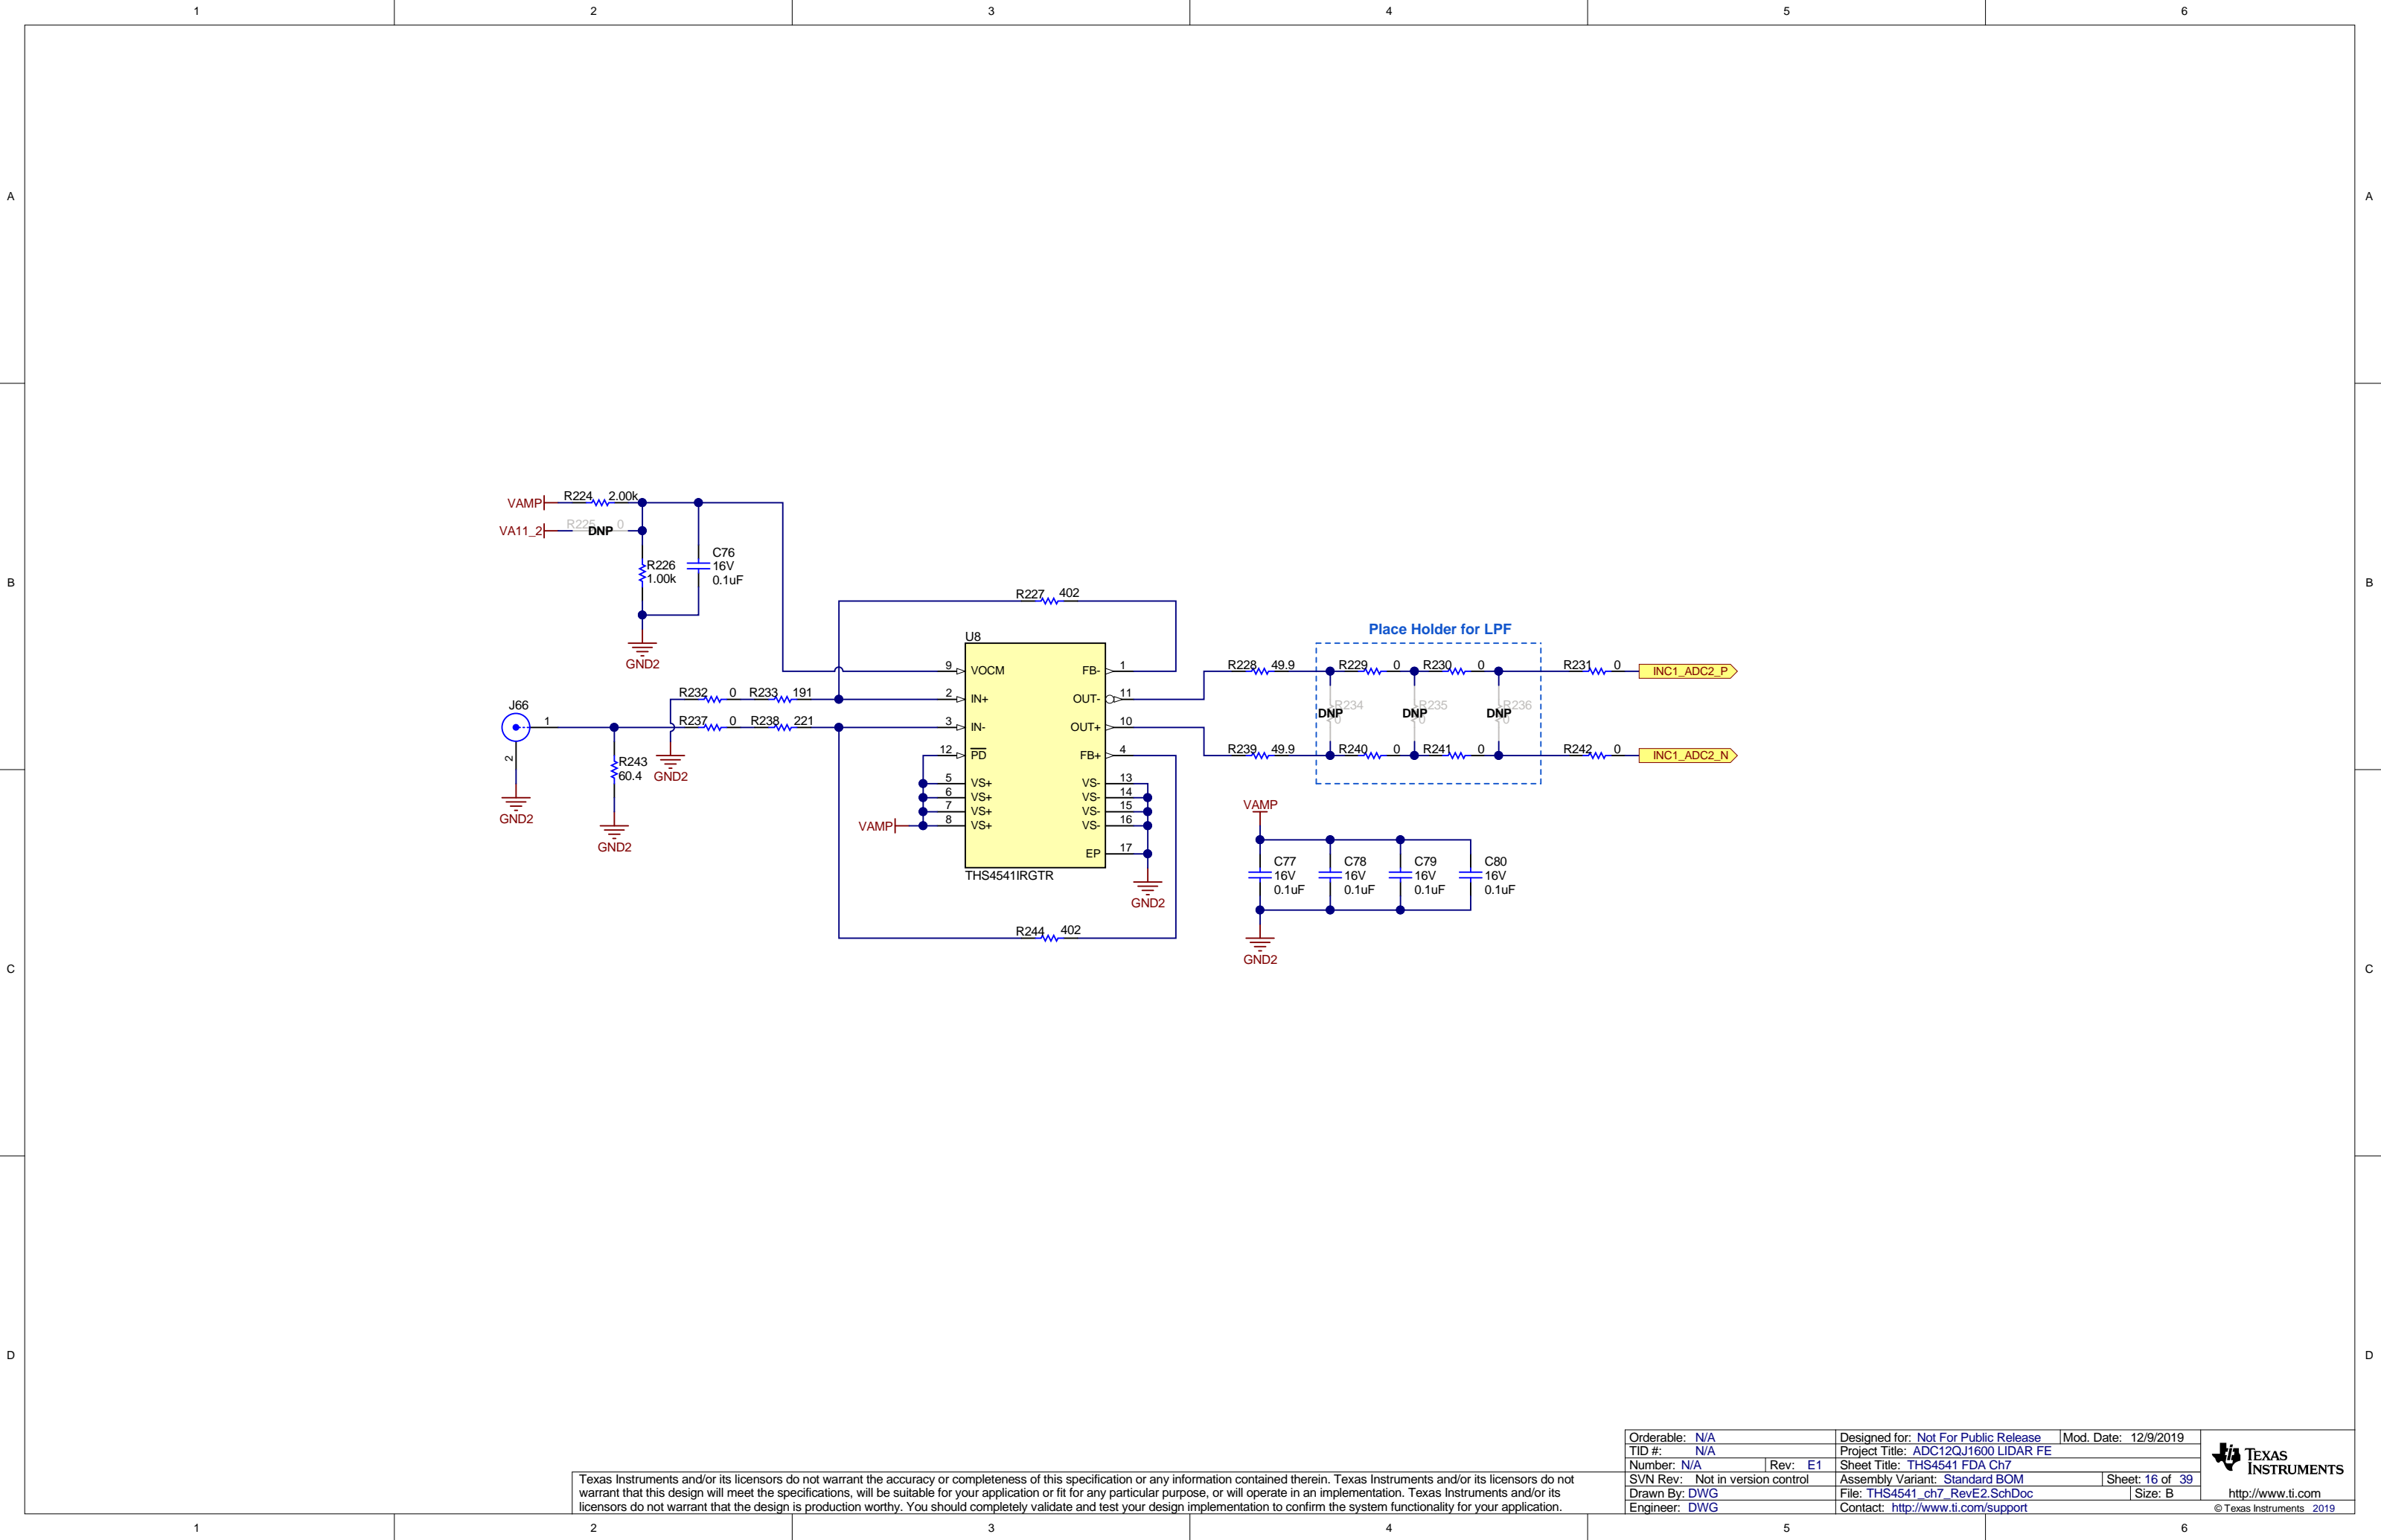 1 2 3 4 5 6
A A
B B
C C
D D
VAMP R224 2.00k
VA11_2 R225 0 DNP
R226
1.00k
C76
16V
0.1uF
GND2
R227 402
U8
9 VOCM FB- 1
2 IN+ OUT- 11
3 IN- OUT+ 10
12 PD FB+ 4
5 VS+ VS- 13
6 VS+ VS- 14
7 VS+ VS- 15
8 VS+ VS- 16
EP 17
THS4541IRGTR
VAMP
GND2
R232 0 R233 191
R237 0 R238 221
J66
1
2
GND2
R243
60.4
GND2
GND2
R244 402
Place Holder for LPF
R228 49.9 R229 0 R230 0 R231 0 INC1_ADC2_P
DNP R234 0 DNP R235 0 DNP R236 0
R239 49.9 R240 0 R241 0 R242 0 INC1_ADC2_N
VAMP
C77 C78 C79 C80
16V 16V 16V 16V
0.1uF 0.1uF 0.1uF 0.1uF
GND2
Texas Instruments and/or its licensors do not warrant the accuracy or completeness of this specification or any information contained therein. Texas Instruments and/or its licensors do not
warrant that this design will meet the specifications, will be suitable for your application or fit for any particular purpose, or will operate in an implementation. Texas Instruments and/or its
licensors do not warrant that the design is production worthy. You should completely validate and test your design implementation to confirm the system functionality for your application.
Orderable: N/A Designed for: Not For Public Release Mod. Date: 12/9/2019
TID #: N/A Project Title: ADC12QJ1600 LIDAR FE
Number: N/A Rev: E1 Sheet Title: THS4541 FDA Ch7
SVN Rev: Not in version control Assembly Variant: Standard BOM Sheet: 16 of 39
Drawn By: DWG File: THS4541_ch7_RevE2.SchDoc Size: B
Engineer: DWG Contact: http://www.ti.com/support
TEXAS
INSTRUMENTS
http://www.ti.com
© Texas Instruments 2019
1 2 3 4 5 6